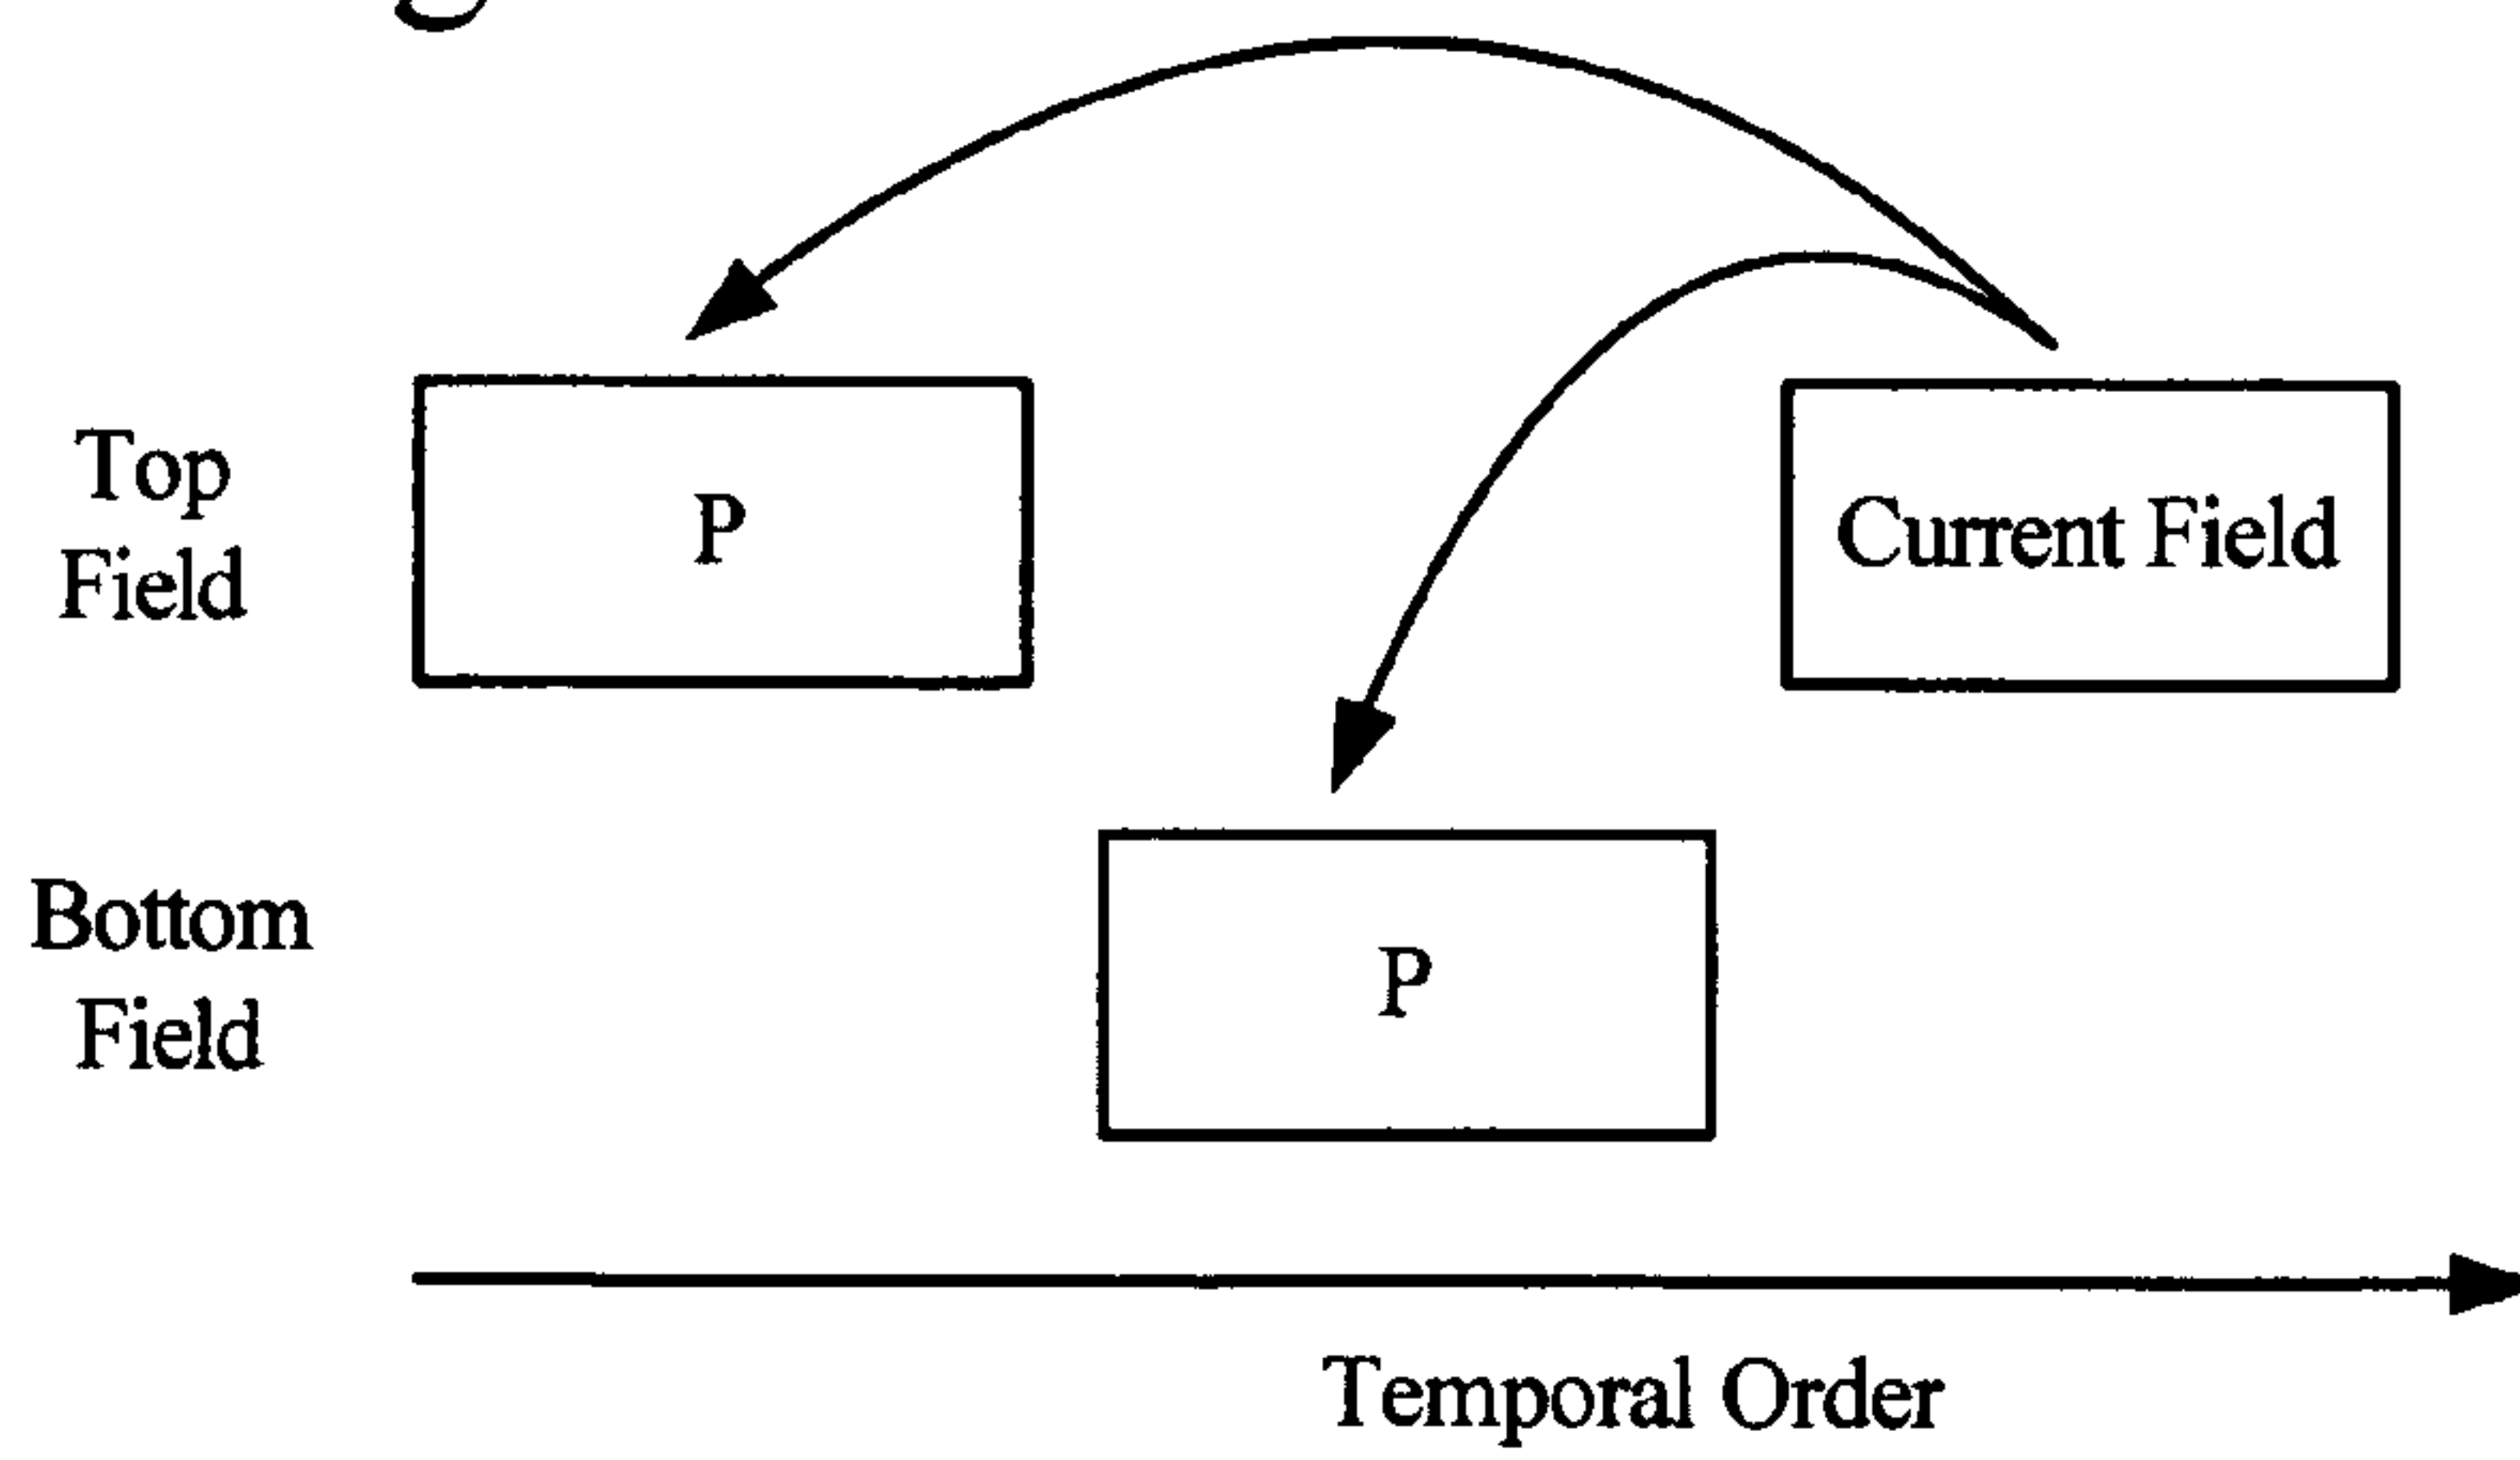 Top
Field
P
Current Field
Bottom
Field
P
Temporal Order